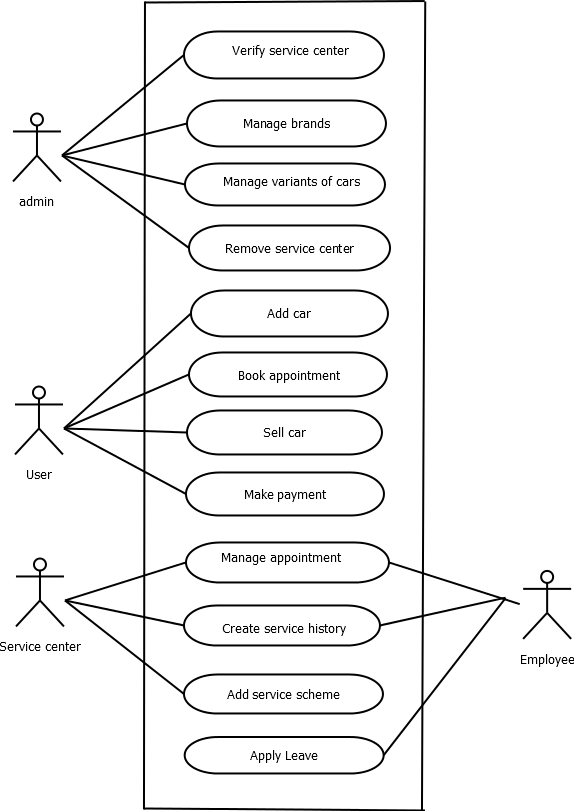 Verify service center
Manage brands
Manage variants of cars
admin
Remove service center
Add car
Book appointment
Sell car
User
Make payment
Manage appointment
Create service history
Service center
Employee
Add service scheme
Apply Leave